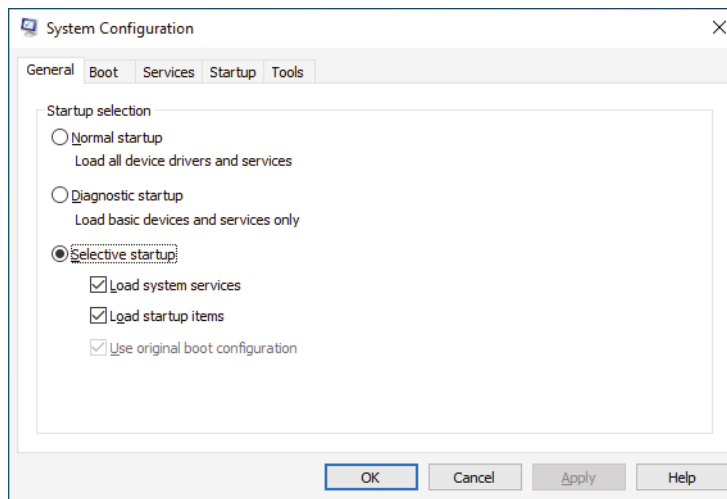 System Configuration
General Boot Services Startup Tools
Startup selection
Normal startup
Load all device drivers and services
Diagnostic startup
Load basic devices and services only
Selective startup
Load system services
Load startup items
Use original boot configuration
OK Cancel Apply Help